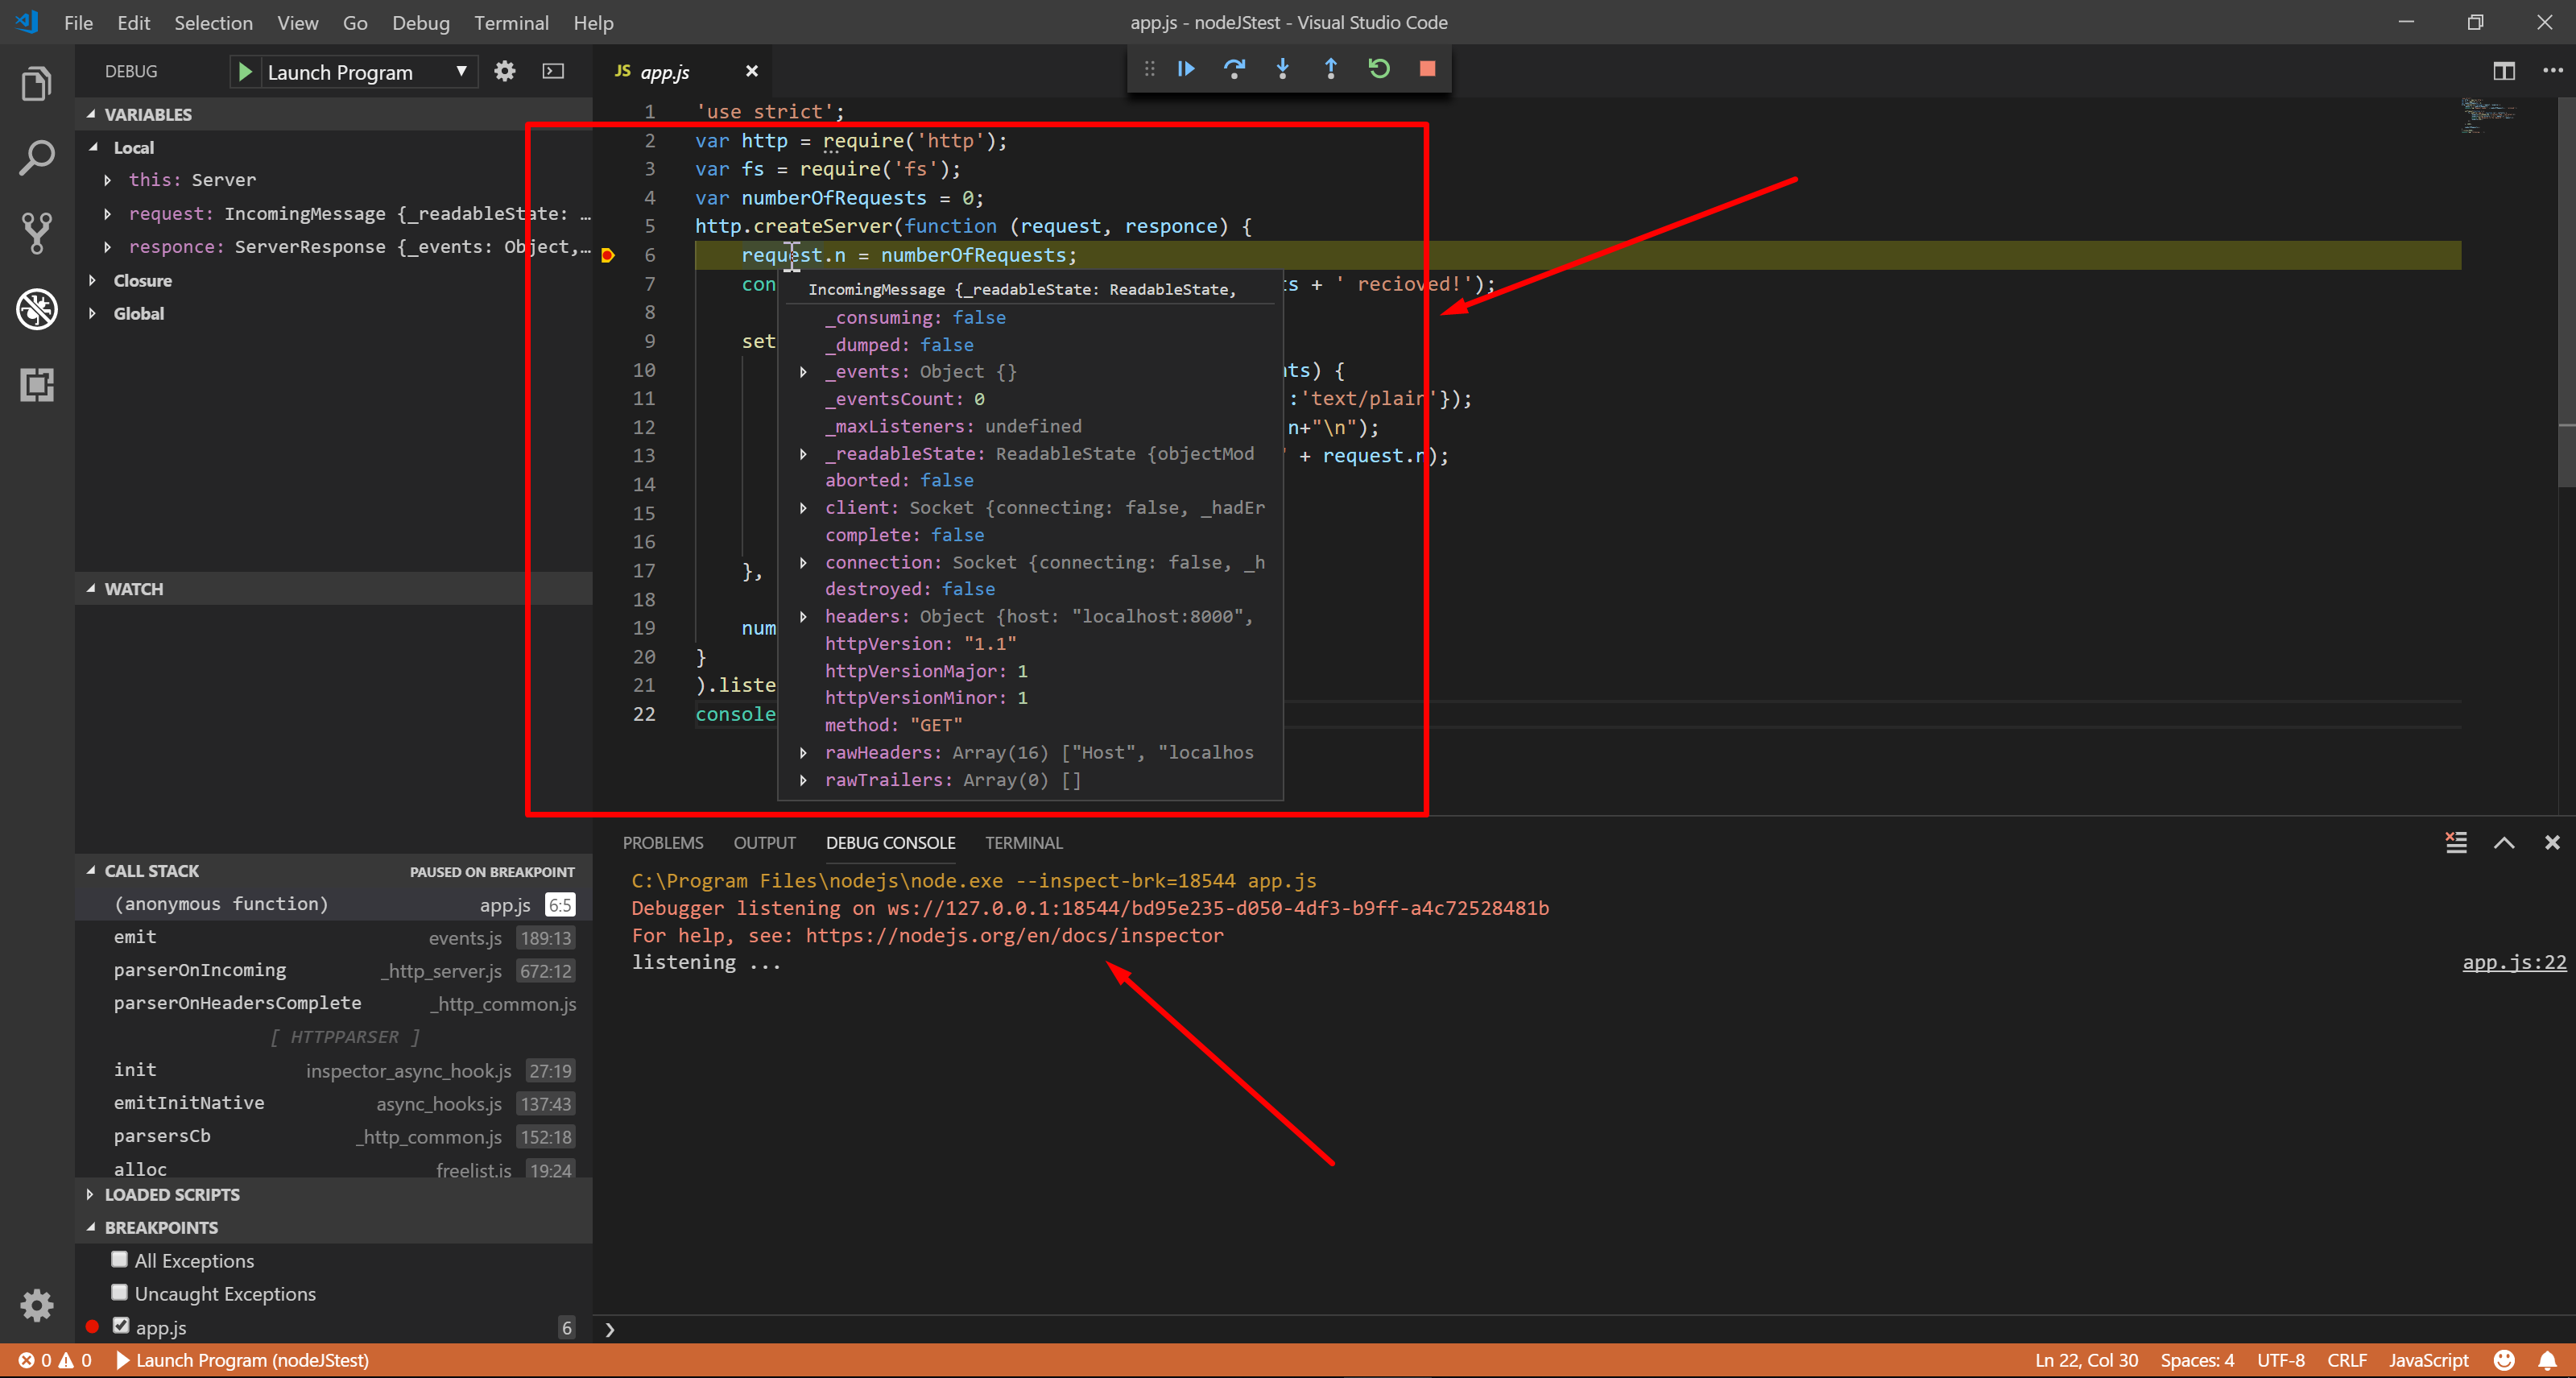 File Edit Selection View Go Debug Terminal Help
app.js - nodeJStest - Visual Studio Code
DEBUG Launch Program
JS app.js
VARIABLES
Local
this: Server
request: IncomingMessage {_readableState: …
responce: ServerResponse {_events: Object,…
Closure
Global
WATCH
CALL STACK PAUSED ON BREAKPOINT
(anonymous function) app.js 6:5
emit events.js 189:13
parserOnIncoming _http_server.js 672:12
parserOnHeadersComplete _http_common.js
[ HTTPPARSER ]
init inspector_async_hook.js 27:19
emitInitNative async_hooks.js 137:43
parsersCb _http_common.js 152:18
alloc freelist.js 19:24
LOADED SCRIPTS
BREAKPOINTS
All Exceptions
Uncaught Exceptions
app.js 6
1 'use strict';
2 var http = require('http');
3 var fs = require('fs');
4 var numberOfRequests = 0;
5 http.createServer(function (request, responce) {
6 request.n = numberOfRequests;
7 con ts + ' recioved!');
8
9 set
10 nts) {
11 :'text/plain'});
12 n+"\n");
13 ' + request.n);
14
15
16
17 },
18
19 num
20 }
21 ).liste
22 console
IncomingMessage {_readableState: ReadableState,
_consuming: false
_dumped: false
_events: Object {}
_eventsCount: 0
_maxListeners: undefined
_readableState: ReadableState {objectMod
aborted: false
client: Socket {connecting: false, _hadEr
complete: false
connection: Socket {connecting: false, _h
destroyed: false
headers: Object {host: "localhost:8000",
httpVersion: "1.1"
httpVersionMajor: 1
httpVersionMinor: 1
method: "GET"
rawHeaders: Array(16) ["Host", "localhos
rawTrailers: Array(0) []
PROBLEMS OUTPUT DEBUG CONSOLE TERMINAL
C:\Program Files\nodejs\node.exe --inspect-brk=18544 app.js
Debugger listening on ws://127.0.0.1:18544/bd95e235-d050-4df3-b9ff-a4c72528481b
For help, see: https://nodejs.org/en/docs/inspector
listening ... app.js:22
0 0 Launch Program (nodeJStest) Ln 22, Col 30 Spaces: 4 UTF-8 CRLF JavaScript